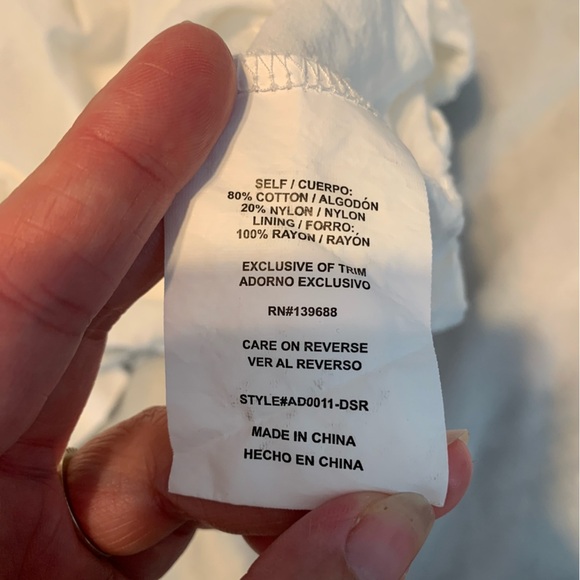 SELF / CUERPO:
80% COTTON / ALGODÓN
20% NYLON / NYLON
LINING / FORRO:
100% RAYON / RAYÓN
EXCLUSIVE OF TRIM
ADORNO EXCLUSIVO
RN#139688
CARE ON REVERSE
VER AL REVERSO
STYLE#AD0011-DSR
MADE IN CHINA
HECHO EN CHINA